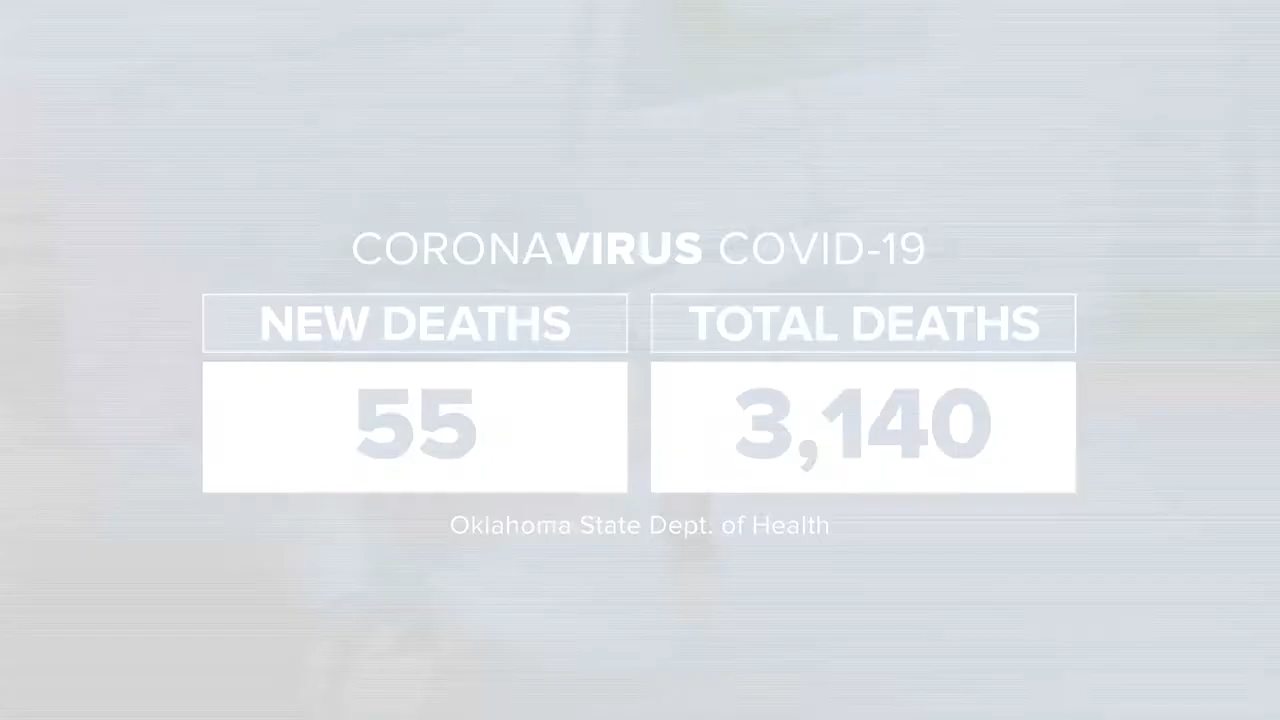 CORONAVIRUS COVID-19
NEW DEATHS TOTAL DEATHS
55 3,140
Oklahoma State Dept. of Health